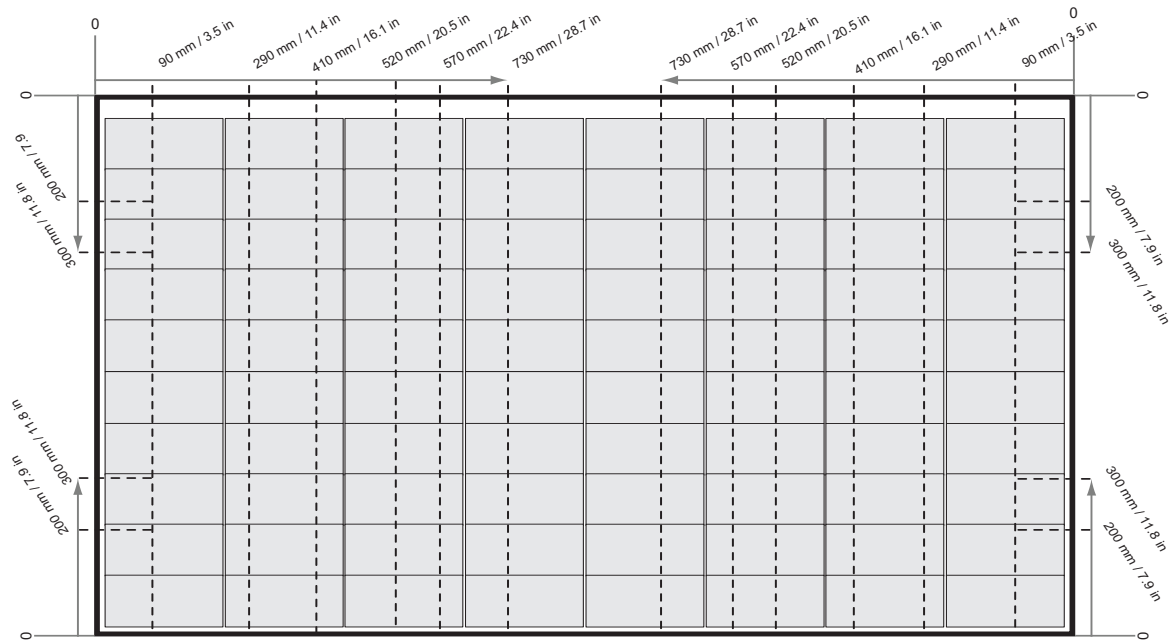 0
90 mm / 3.5 in
290 mm / 11.4 in
410 mm / 16.1 in
520 mm / 20.5 in
570 mm / 22.4 in
730 mm / 28.7 in
730 mm / 28.7 in
570 mm / 22.4 in
520 mm / 20.5 in
410 mm / 16.1 in
290 mm / 11.4 in
90 mm / 3.5 in
0
0
200 mm / 7.9
300 mm / 11.8 in
300 mm / 11.8 in
200 mm / 7.9 in
0
0
200 mm / 7.9 in
300 mm / 11.8 in
300 mm / 11.8 in
200 mm / 7.9 in
0